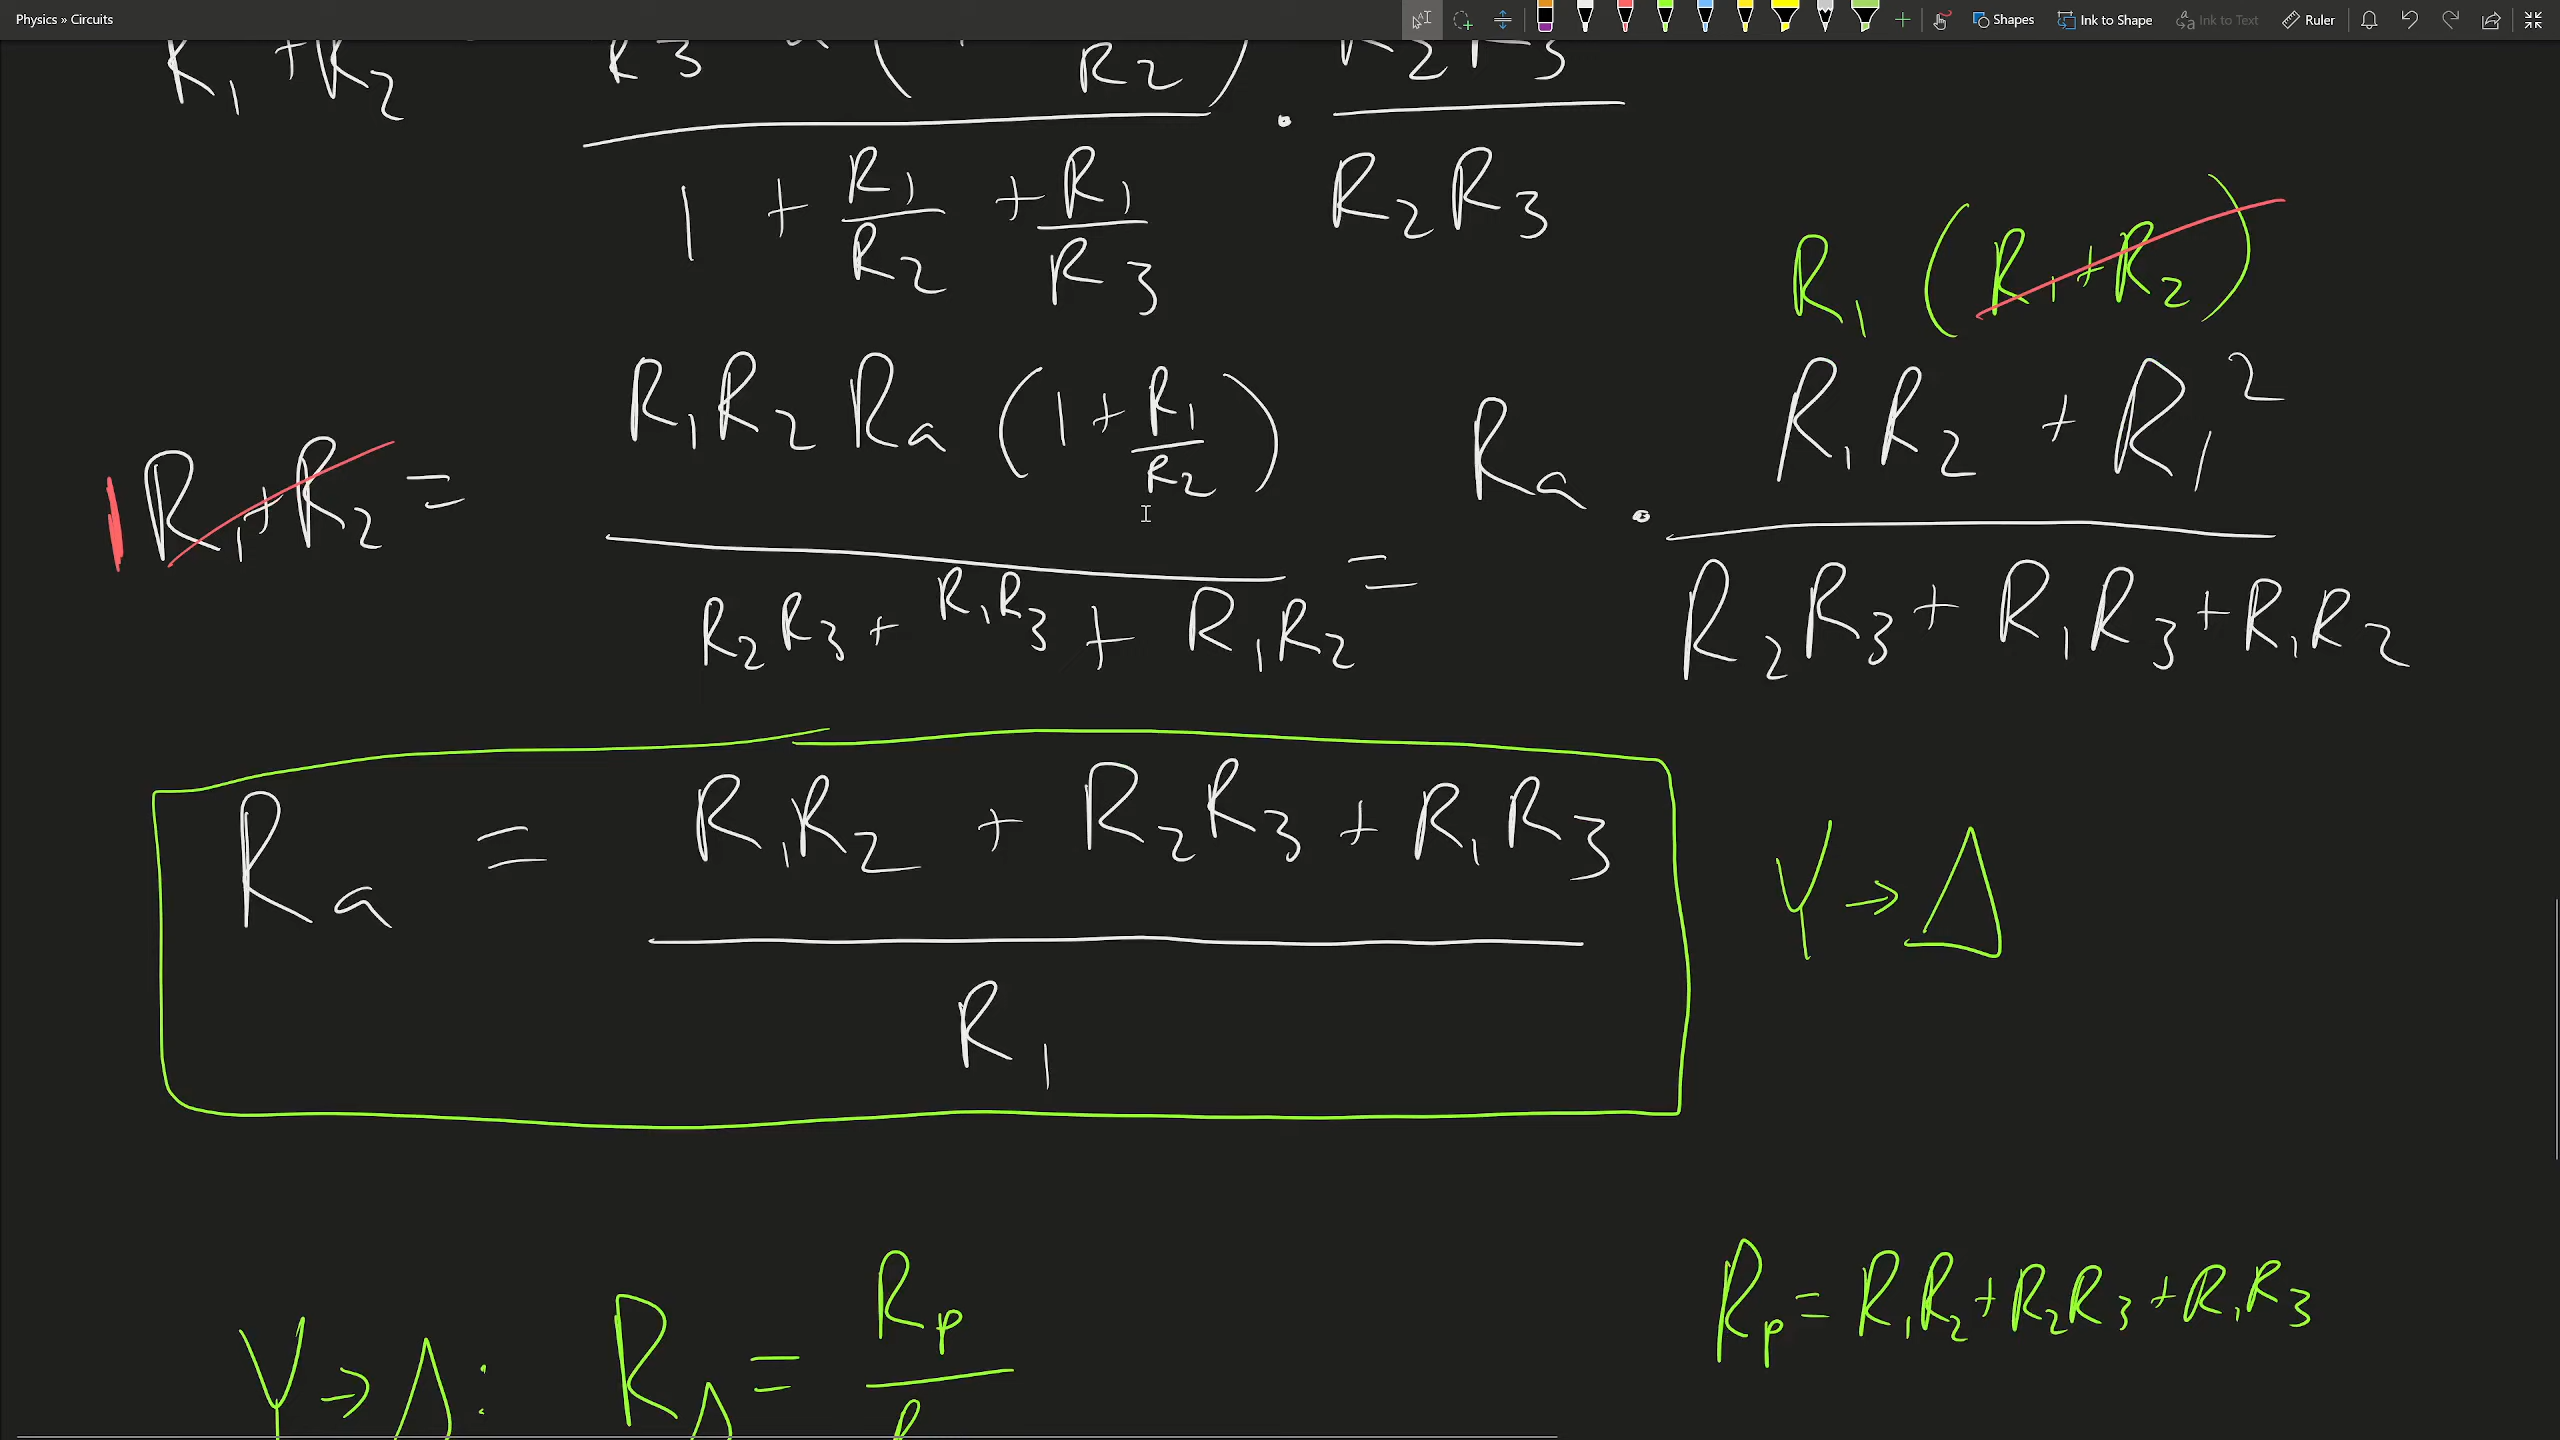 Physics » Circuits
Shapes Ink to Shape Ink to Text Ruler
R1 + R2
R3
R2
R2R3
1 + R1/R2 + R1/R3
R2R3
R1 (R1+R2)
1 R1+R2 = R1R2Ra (1 + R1/R2) / R2R3 + R1R3 + R1R2 = Ra · R1R2 + R1² / R2R3 + R1R3 + R1R2
Ra = R1R2 + R2R3 + R1R3 / R1
Y → Δ
Rp = R1R2 + R2R3 + R1R3
Y → Δ: RΔ = Rp